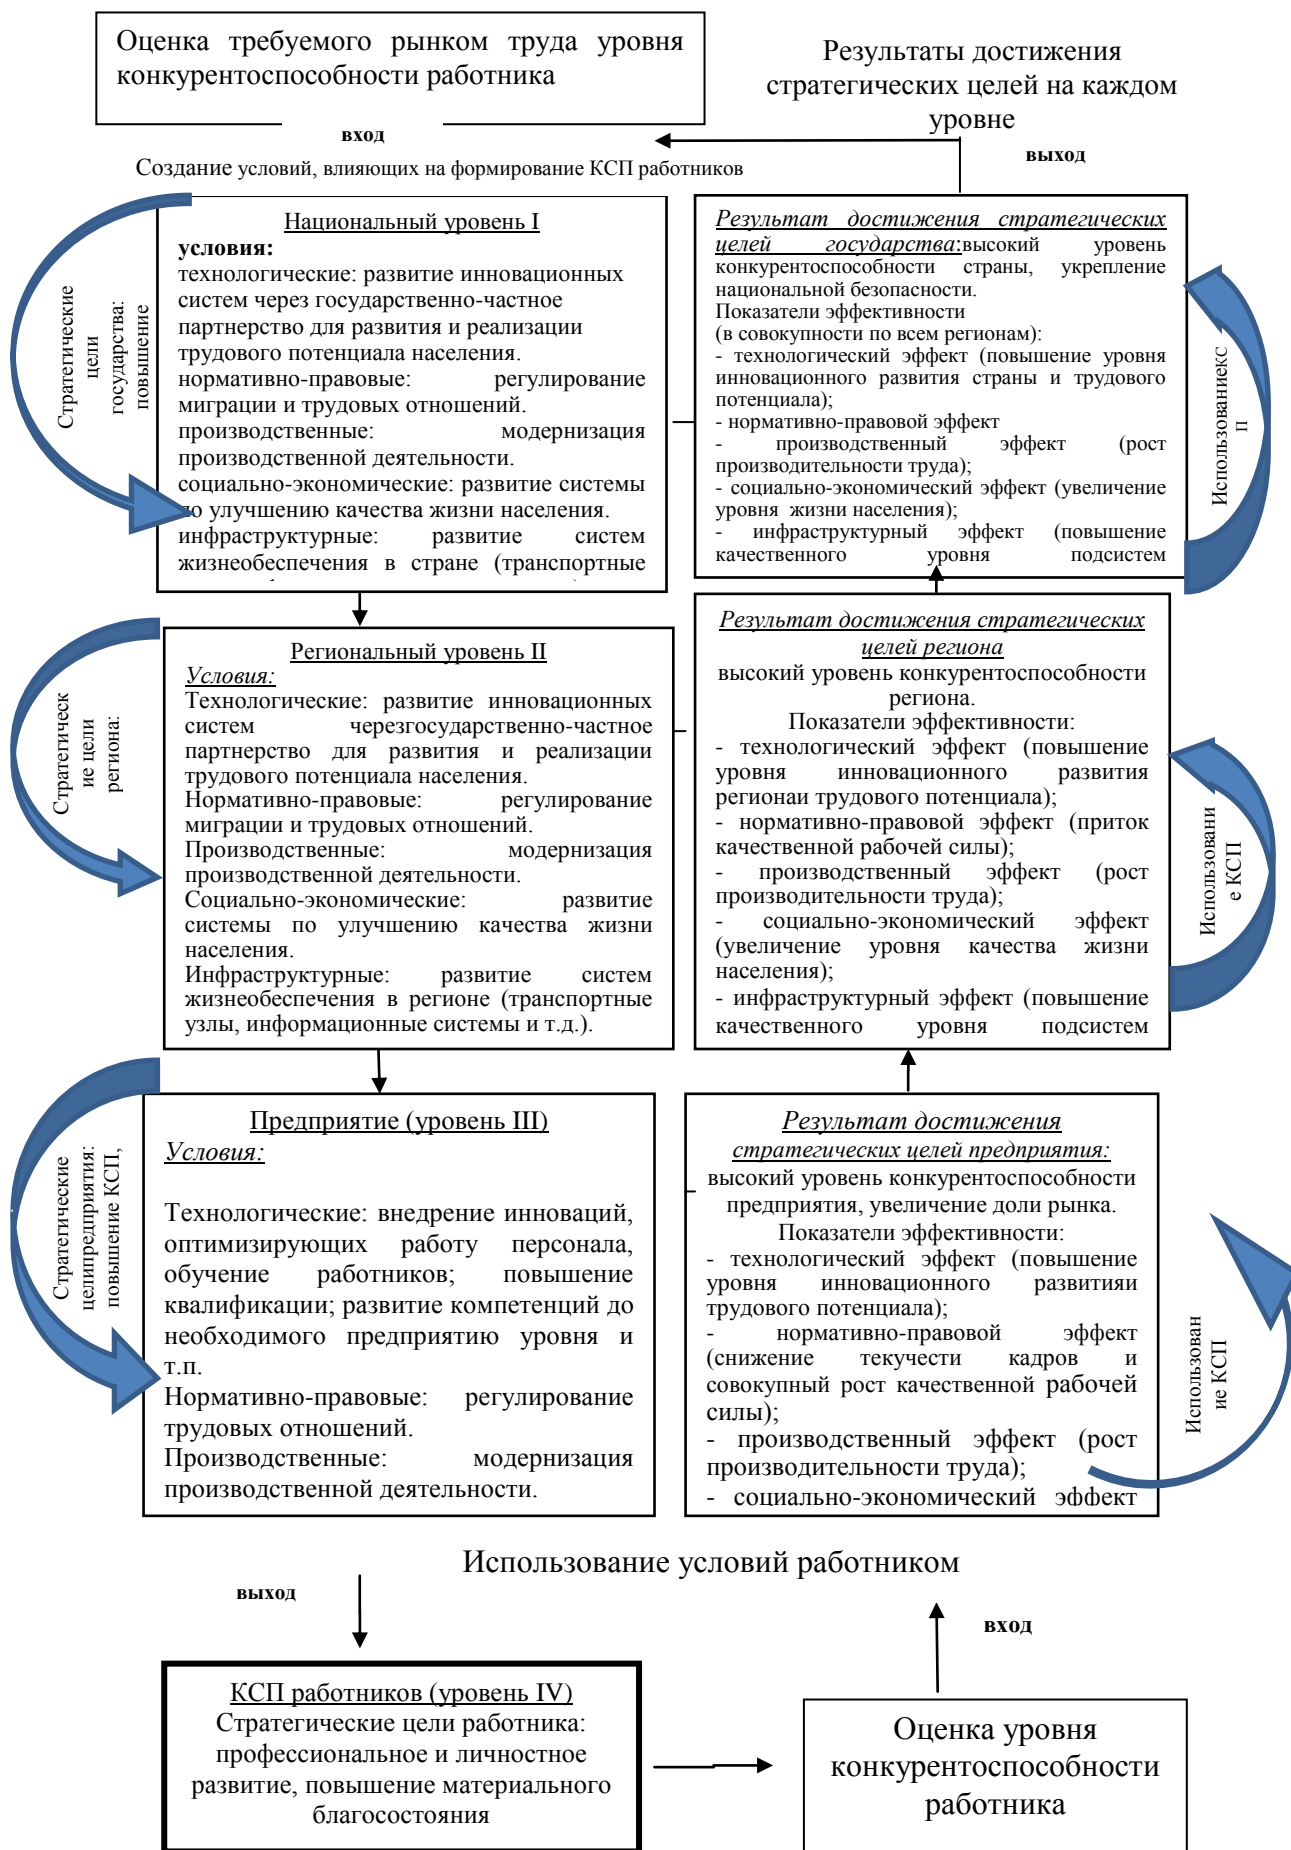 Оценка требуемого рынком труда уровня
конкурентоспособности работника
Результаты достижения
стратегических целей на каждом
уровне
вход
выход
Создание условий, влияющих на формирование КСП работников
Стратегические
цели
государства:
повышение
Национальный уровень I
условия:
технологические: развитие инновационных
систем через государственно-частное
партнерство для развития и реализации
трудового потенциала населения.
нормативно-правовые: регулирование
миграции и трудовых отношений.
производственные: модернизация
производственной деятельности.
социально-экономические: развитие системы
по улучшению качества жизни населения.
инфраструктурные: развитие систем
жизнеобеспечения в стране (транспортные
Результат достижения стратегических
целей государства:высокий уровень
конкурентоспособности страны, укрепление
национальной безопасности.
Показатели эффективности
(в совокупности по всем регионам):
- технологический эффект (повышение уровня
инновационного развития страны и трудового
потенциала);
- нормативно-правовой эффект
- производственный эффект (рост
производительности труда);
- социально-экономический эффект (увеличение
уровня жизни населения);
- инфраструктурный эффект (повышение
качественного уровня подсистем
ИспользованиекС
П
Стратегическ
ие цели
региона:
Региональный уровень II
Условия:
Технологические: развитие инновационных
систем черезгосударственно-частное
партнерство для развития и реализации
трудового потенциала населения.
Нормативно-правовые: регулирование
миграции и трудовых отношений.
Производственные: модернизация
производственной деятельности.
Социально-экономические: развитие
системы по улучшению качества жизни
населения.
Инфраструктурные: развитие систем
жизнеобеспечения в регионе (транспортные
узлы, информационные системы и т.д.).
Результат достижения стратегических
целей региона
высокий уровень конкурентоспособности
региона.
Показатели эффективности:
- технологический эффект (повышение
уровня инновационного развития
регионаи трудового потенциала);
- нормативно-правовой эффект (приток
качественной рабочей силы);
- производственный эффект (рост
производительности труда);
- социально-экономический эффект
(увеличение уровня качества жизни
населения);
- инфраструктурный эффект (повышение
качественного уровня подсистем
Использовани
е КСП
Стратегические
целипредприятия:
повышение КСП,
Предприятие (уровень III)
Условия:
Технологические: внедрение инноваций,
оптимизирующих работу персонала,
обучение работников; повышение
квалификации; развитие компетенций до
необходимого предприятию уровня и
т.п.
Нормативно-правовые: регулирование
трудовых отношений.
Производственные: модернизация
производственной деятельности.
Результат достижения
стратегических целей предприятия:
высокий уровень конкурентоспособности
предприятия, увеличение доли рынка.
Показатели эффективности:
- технологический эффект (повышение
уровня инновационного развитияи
трудового потенциала);
- нормативно-правовой эффект
(снижение текучести кадров и
совокупный рост качественной рабочей
силы);
- производственный эффект (рост
производительности труда);
- социально-экономический эффект
Использован
ие КСП
Использование условий работником
выход
вход
КСП работников (уровень IV)
Стратегические цели работника:
профессиональное и личностное
развитие, повышение материального
благосостояния
Оценка уровня
конкурентоспособности
работника